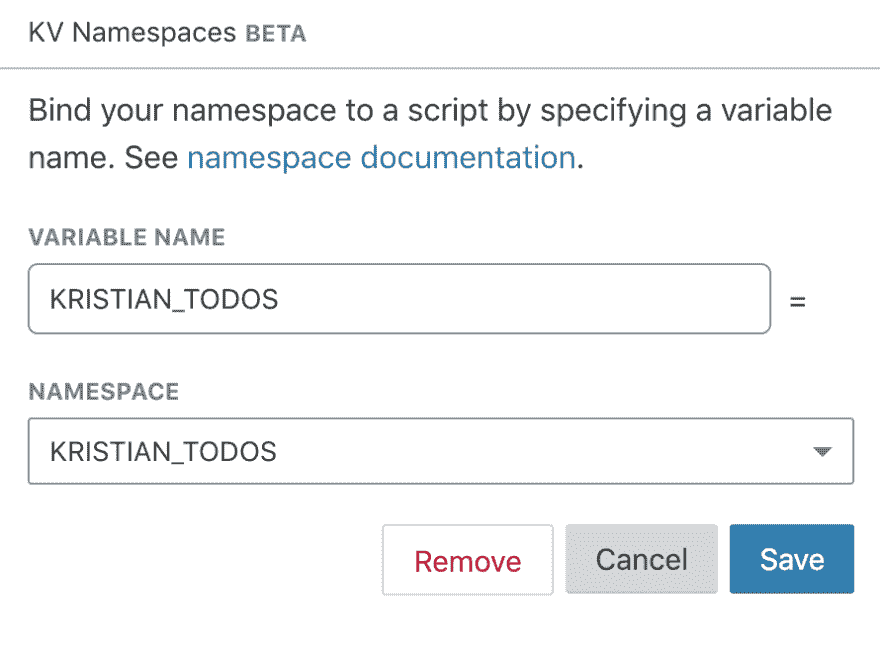 KV Namespaces BETA
Bind your namespace to a script by specifying a variable
name. See namespace documentation.
VARIABLE NAME
KRISTIAN_TODOS =
NAMESPACE
KRISTIAN_TODOS
Remove Cancel Save